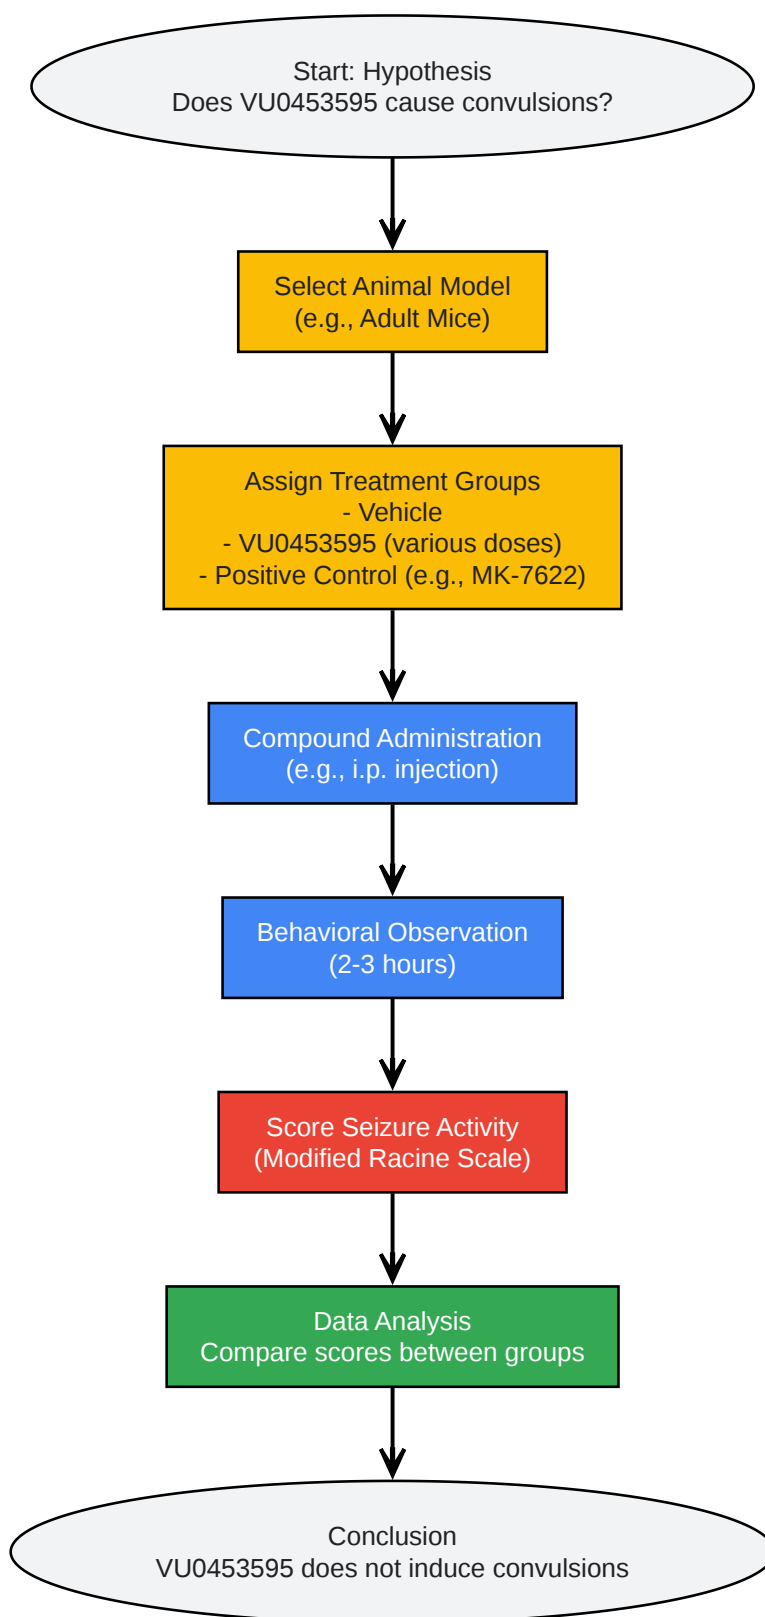 Start: Hypothesis
Does VU0453595 cause convulsions?
Select Animal Model
(e.g., Adult Mice)
Assign Treatment Groups
- Vehicle
- VU0453595 (various doses)
- Positive Control (e.g., MK-7622)
Compound Administration
(e.g., i.p. injection)
Behavioral Observation
(2-3 hours)
Score Seizure Activity
(Modified Racine Scale)
Data Analysis
Compare scores between groups
Conclusion
VU0453595 does not induce convulsions